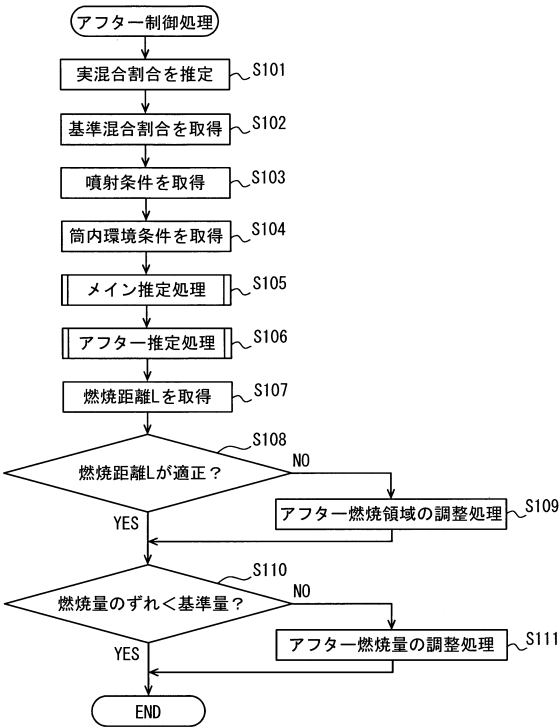 アフター制御処理
実混合割合を推定 S101
基準混合割合を取得 S102
噴射条件を取得 S103
筒内環境条件を取得 S104
メイン推定処理 S105
アフター推定処理 S106
燃焼距離Lを取得 S107
燃焼距離Lが適正？ S108
NO
アフター燃焼領域の調整処理 S109
YES
燃焼量のずれ＜基準量？ S110
NO
アフター燃焼量の調整処理 S111
YES
END